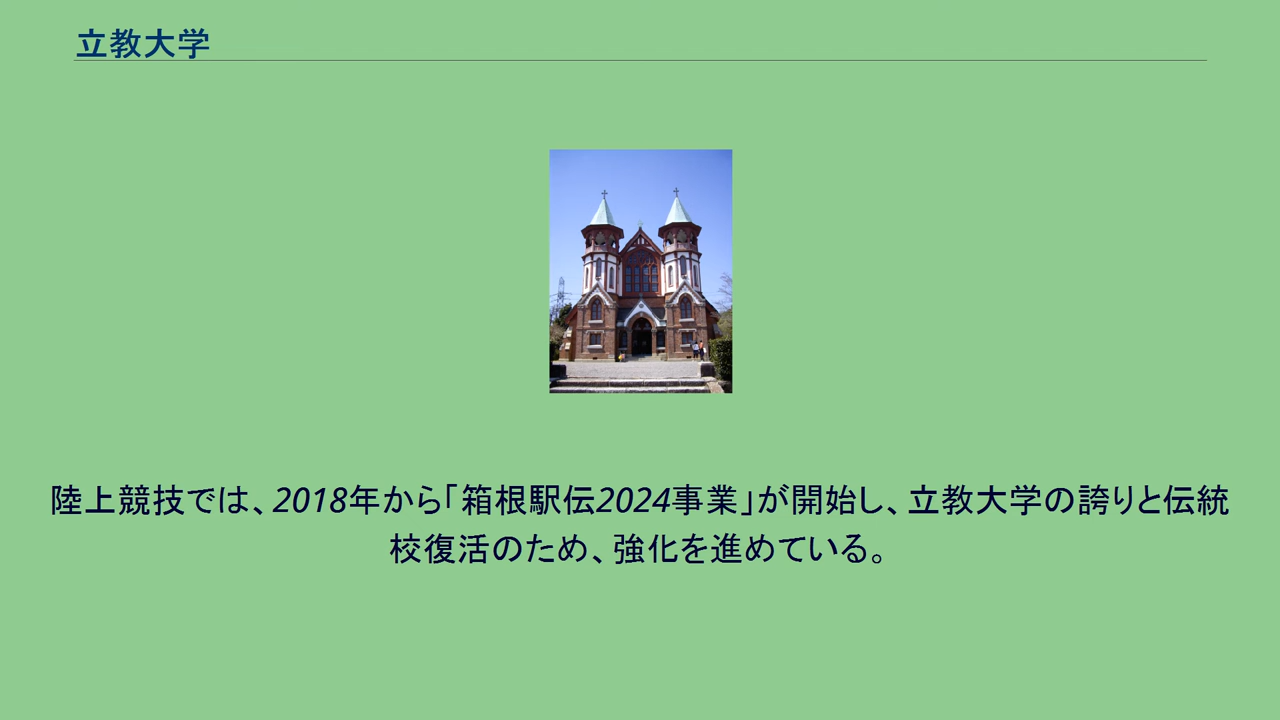 立教大学
陸上競技では、2018年から「箱根駅伝2024事業」が開始し、立教大学の誇りと伝統
校復活のため、強化を進めている。